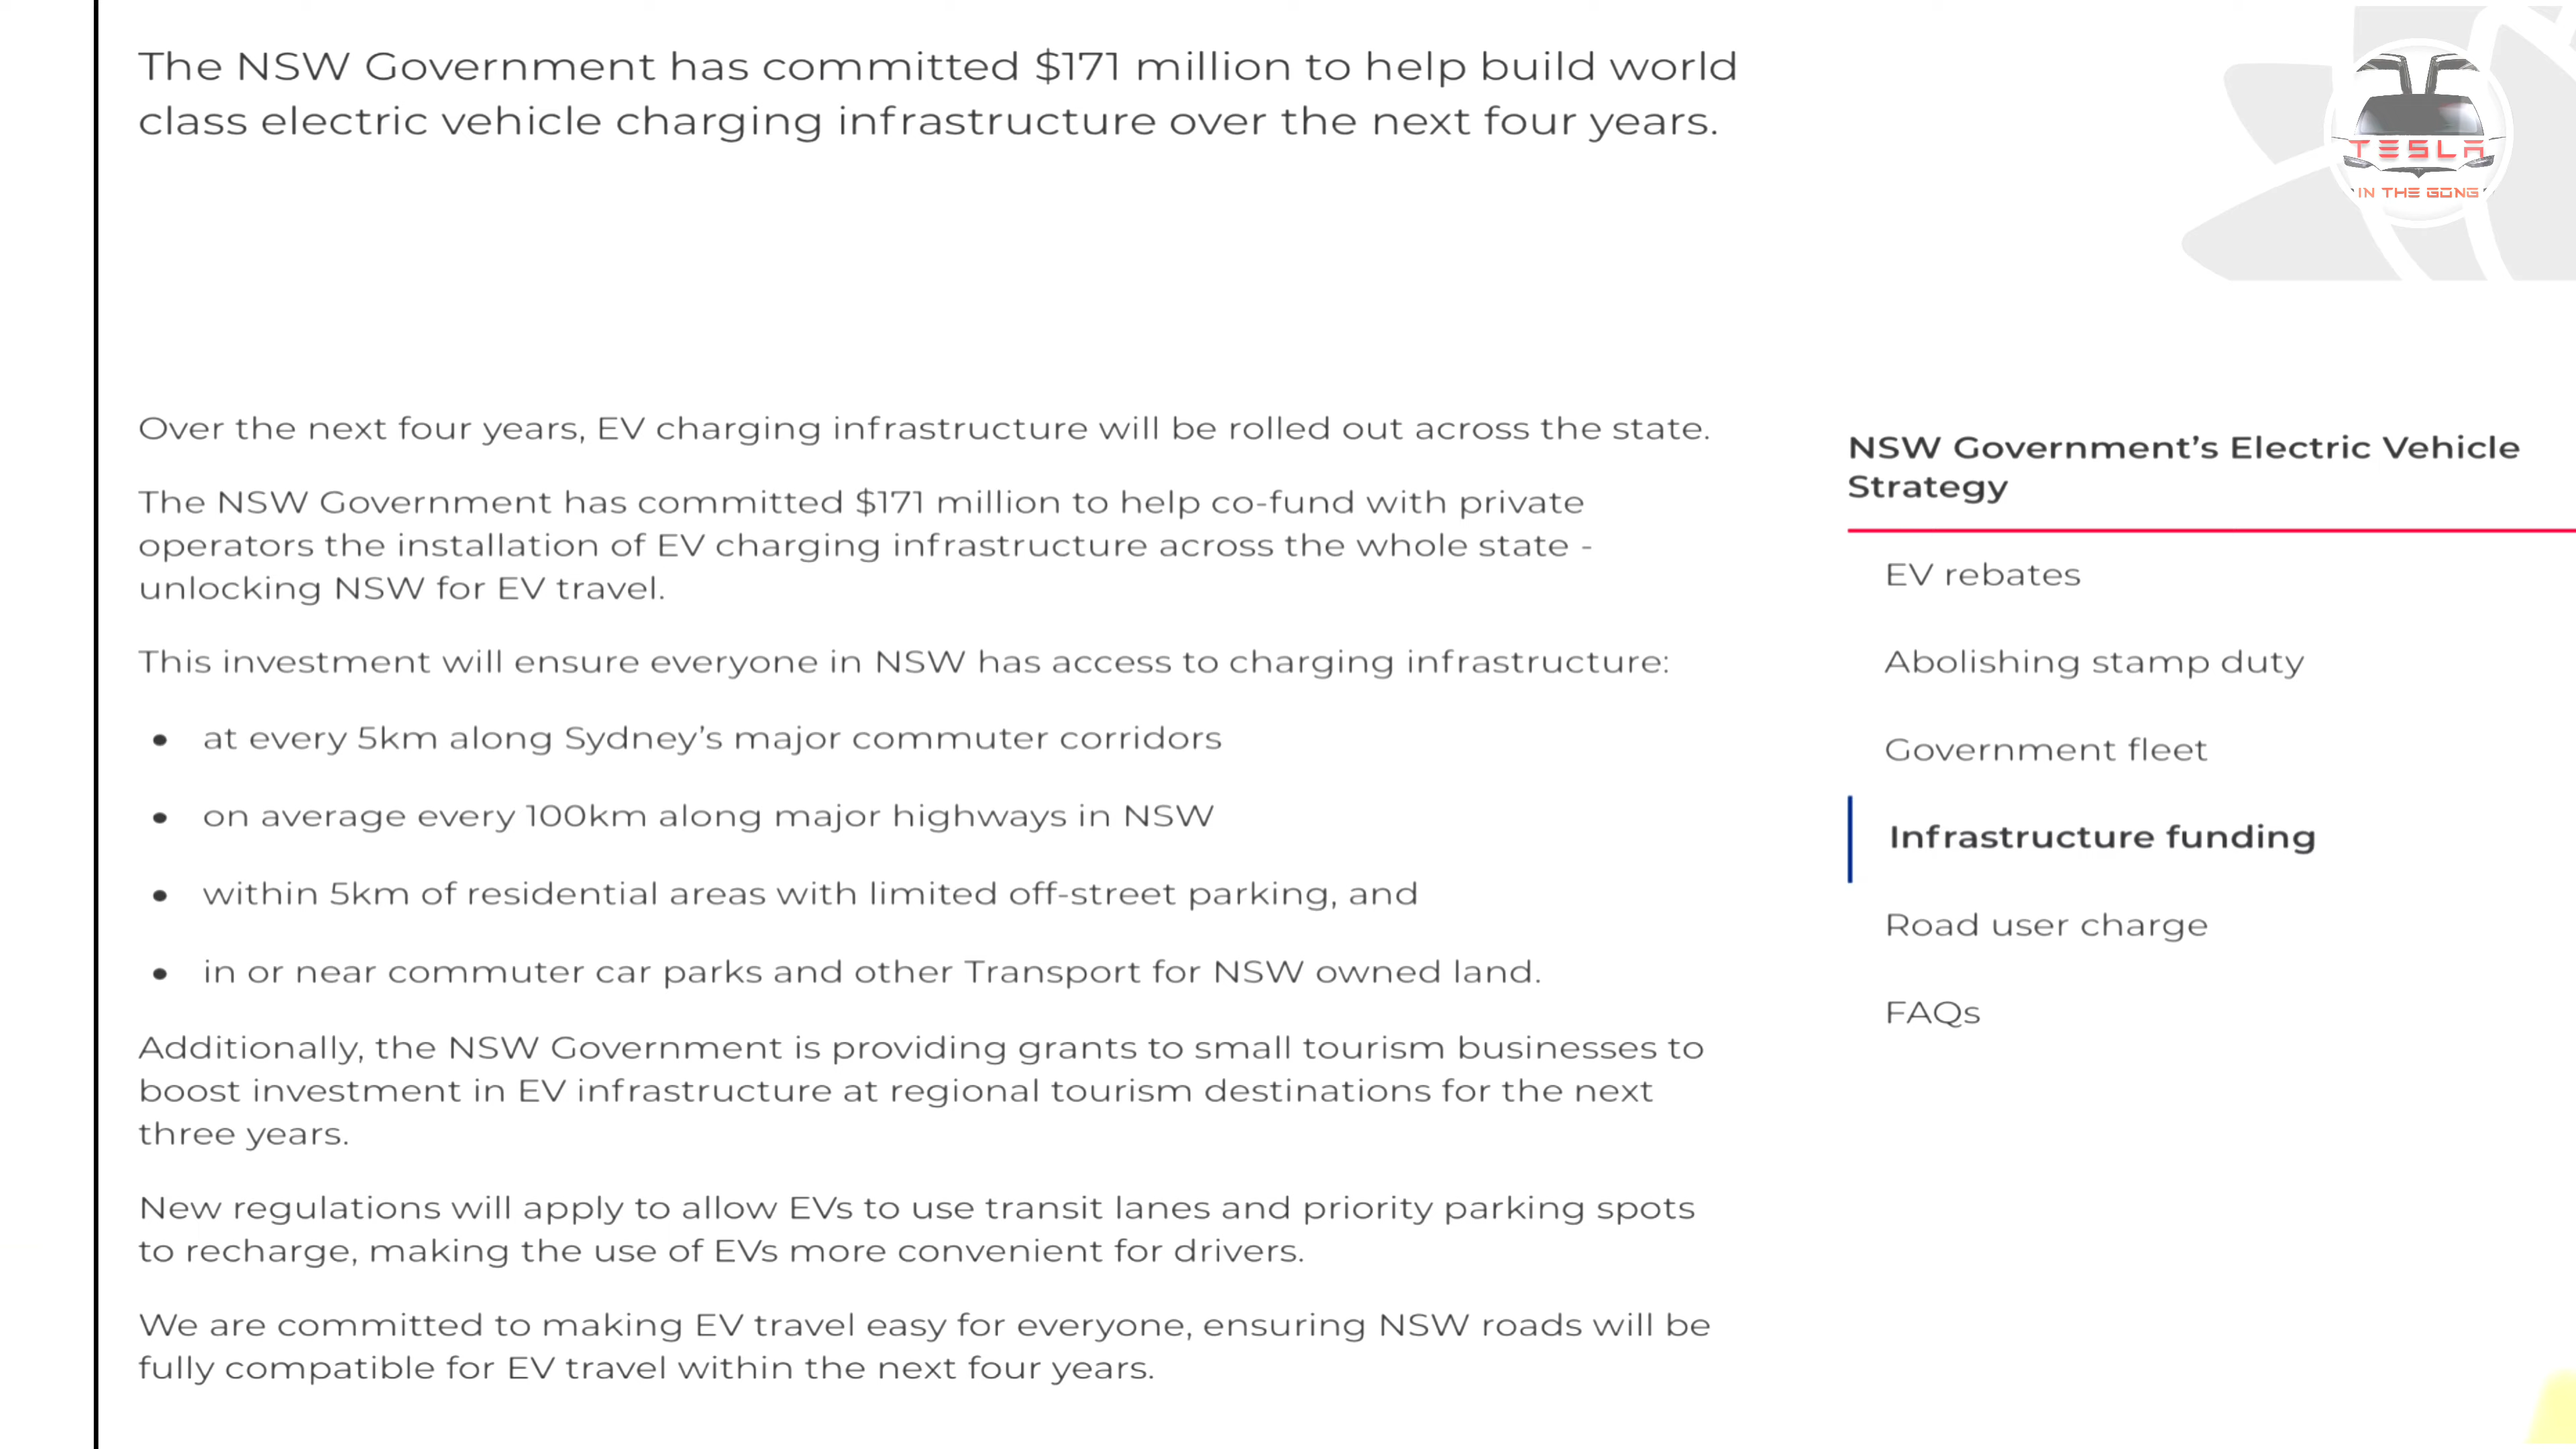 The NSW Government has committed $171 million to help build world
class electric vehicle charging infrastructure over the next four years.
TESLA
IN THE GONG
Over the next four years, EV charging infrastructure will be rolled out across the state.
The NSW Government has committed $171 million to help co-fund with private
operators the installation of EV charging infrastructure across the whole state -
unlocking NSW for EV travel.
This investment will ensure everyone in NSW has access to charging infrastructure:
• at every 5km along Sydney's major commuter corridors
• on average every 100km along major highways in NSW
• within 5km of residential areas with limited off-street parking, and
• in or near commuter car parks and other Transport for NSW owned land.
Additionally, the NSW Government is providing grants to small tourism businesses to
boost investment in EV infrastructure at regional tourism destinations for the next
three years.
New regulations will apply to allow EVs to use transit lanes and priority parking spots
to recharge, making the use of EVs more convenient for drivers.
We are committed to making EV travel easy for everyone, ensuring NSW roads will be
fully compatible for EV travel within the next four years.
NSW Government's Electric Vehicle
Strategy
EV rebates
Abolishing stamp duty
Government fleet
Infrastructure funding
Road user charge
FAQs